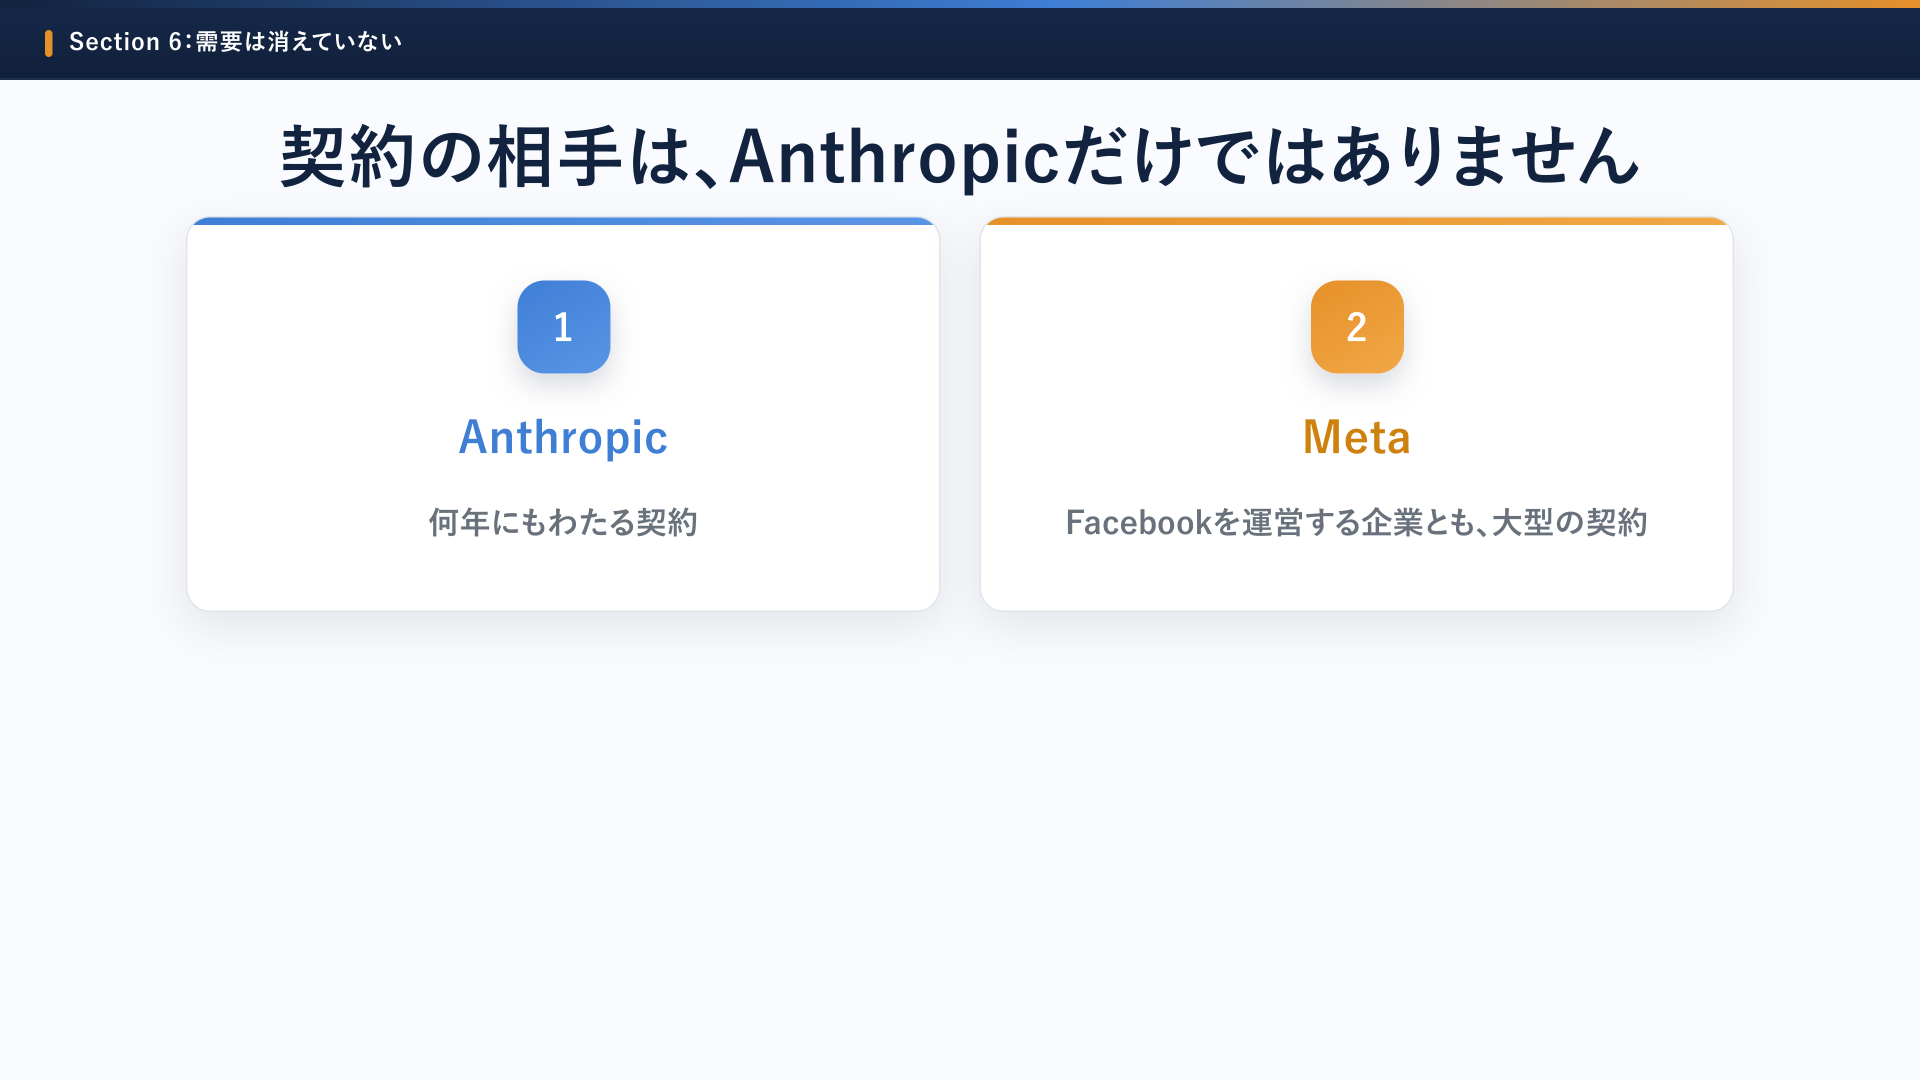 Section 6：需要は消えていない
契約の相手は、Anthropicだけではありません
1
Anthropic
何年にもわたる契約
2
Meta
Facebookを運営する企業とも、大型の契約